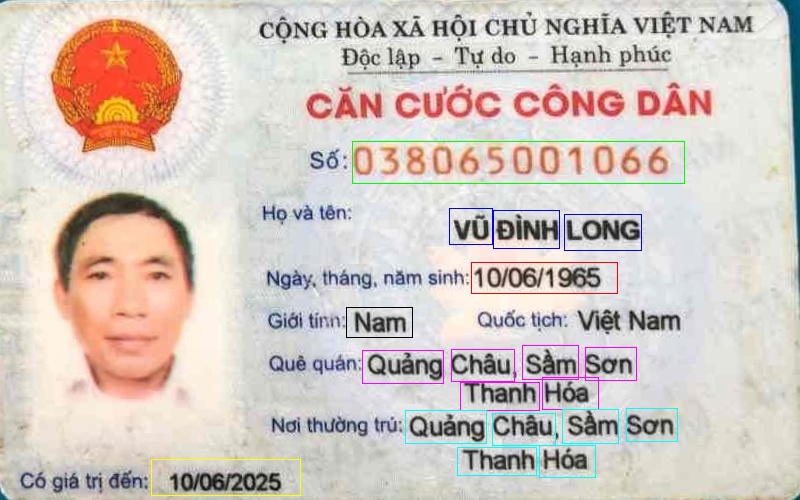 CỘNG HÒA XÃ HỘI CHỦ NGHĨA VIỆT NAM
Độc lập - Tự do - Hạnh phúc
CĂN CƯỚC CÔNG DÂN
Số: 038065001066
Họ và tên:
VŨ ĐÌNH LONG
Ngày, tháng, năm sinh: 10/06/1965
Giới tính: Nam Quốc tịch: Việt Nam
Quê quán: Quảng Châu, Sầm Sơn
Thanh Hóa
Nơi thường trú: Quảng Châu, Sầm Sơn
Thanh Hóa
Có giá trị đến: 10/06/2025